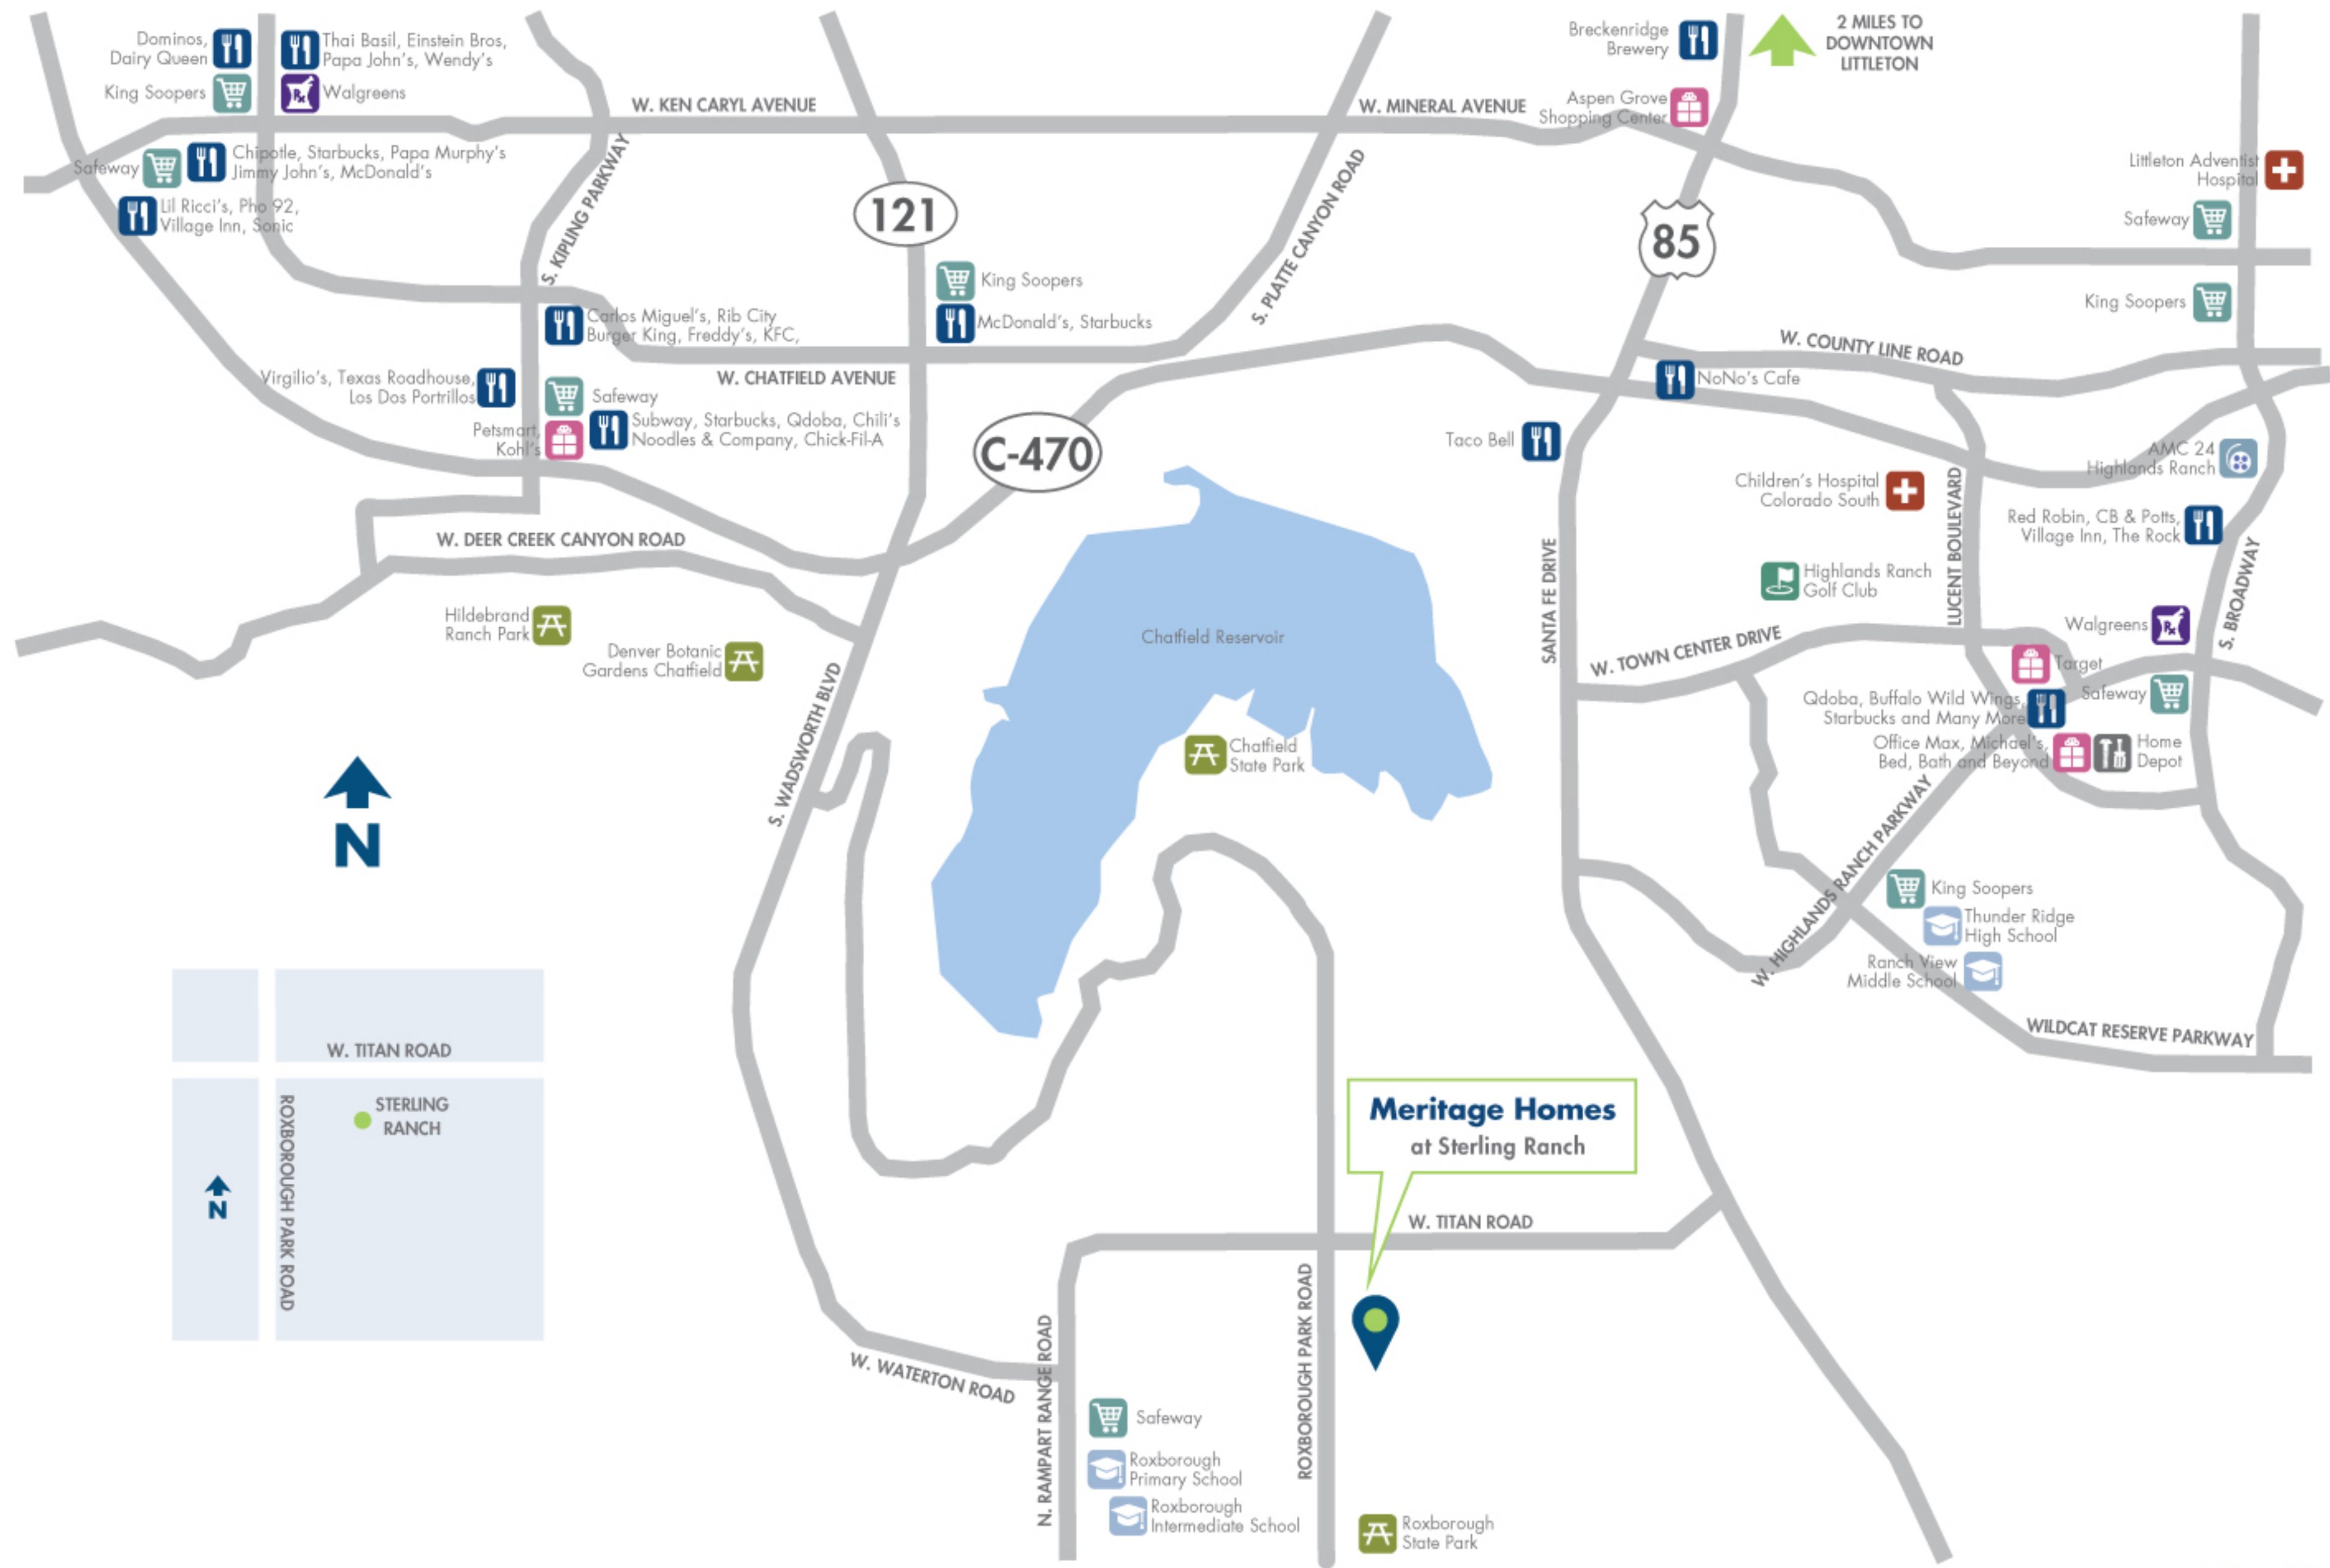 Dominos,
Dairy Queen
Thai Basil, Einstein Bros,
Papa John's, Wendy's
King Soopers
Walgreens
W. KEN CARYL AVENUE
W. MINERAL AVENUE
Breckenridge
Brewery
2 MILES TO
DOWNTOWN
LITTLETON
Aspen Grove
Shopping Center
Safeway
Chipotle, Starbucks, Papa Murphy's
Jimmy John's, McDonald's
Lil Ricci's, Pho 92,
Village Inn, Sonic
S. KIPLING PARKWAY
121
S. PLATTE CANYON ROAD
85
Littleton Adventist
Hospital
Safeway
King Soopers
King Soopers
McDonald's, Starbucks
Carlos Miguel's, Rib City
Burger King, Freddy's, KFC,
W. COUNTY LINE ROAD
NoNo's Cafe
Virgilio's, Texas Roadhouse,
Los Dos Portrillos
W. CHATFIELD AVENUE
Safeway
Petsmart,
Kohl's
Subway, Starbucks, Qdoba, Chili's
Noodles & Company, Chick-Fil-A
C-470
Taco Bell
AMC 24
Highlands Ranch
Children's Hospital
Colorado South
LUCENT BOULEVARD
Red Robin, CB & Potts,
Village Inn, The Rock
W. DEER CREEK CANYON ROAD
SANTA FE DRIVE
Highlands Ranch
Golf Club
S. BROADWAY
Hildebrand
Ranch Park
Denver Botanic
Gardens Chatfield
Chatfield Reservoir
Walgreens
W. TOWN CENTER DRIVE
Target
Safeway
Qdoba, Buffalo Wild Wings,
Starbucks and Many More
Office Max, Michael's,
Bed, Bath and Beyond
Home
Depot
S. WADSWORTH BLVD
Chatfield
State Park
N
W. HIGHLANDS RANCH PARKWAY
King Soopers
Thunder Ridge
High School
Ranch View
Middle School
WILDCAT RESERVE PARKWAY
W. TITAN ROAD
STERLING
RANCH
ROXBOROUGH PARK ROAD
N
Meritage Homes
at Sterling Ranch
W. TITAN ROAD
ROXBOROUGH PARK ROAD
W. WATERTON ROAD
N. RAMPART RANGE ROAD
Safeway
Roxborough
Primary School
Roxborough
Intermediate School
Roxborough
State Park